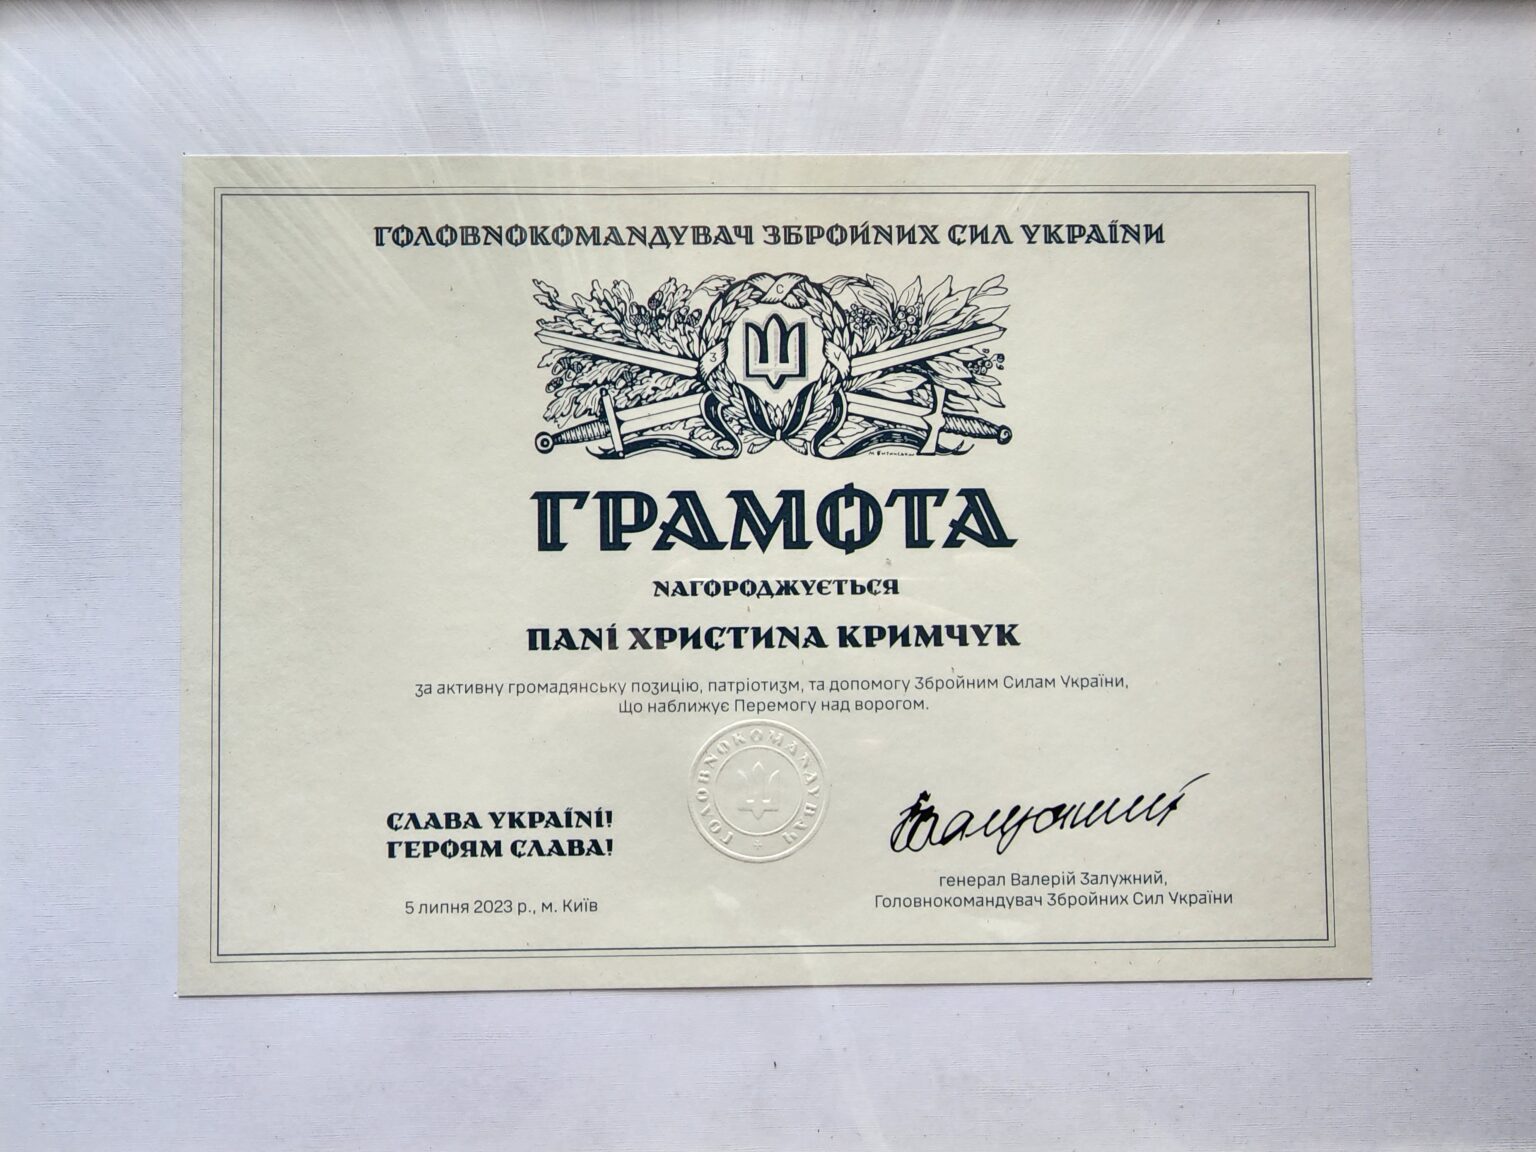 ГОЛОВНОКОМАНДУВАЧ ЗБРОЙНИХ СИЛ УКРАЇНИ
С
З У
ГРАМОТА
НАГОРОДЖУЄТЬСЯ
ПАНІ ХРИСТИНА КРИМЧУК
за активну громадянську позицію, патріотизм, та допомогу Збройним Силам України,
що наближує Перемогу над ворогом.
ГОЛОВНОКОМАНДУВАЧ
СЛАВА УКРАЇНІ!
ГЕРОЯМ СЛАВА!
5 липня 2023 р., м. Київ
Залужний
генерал Валерій Залужний,
Головнокомандувач Збройних Сил України